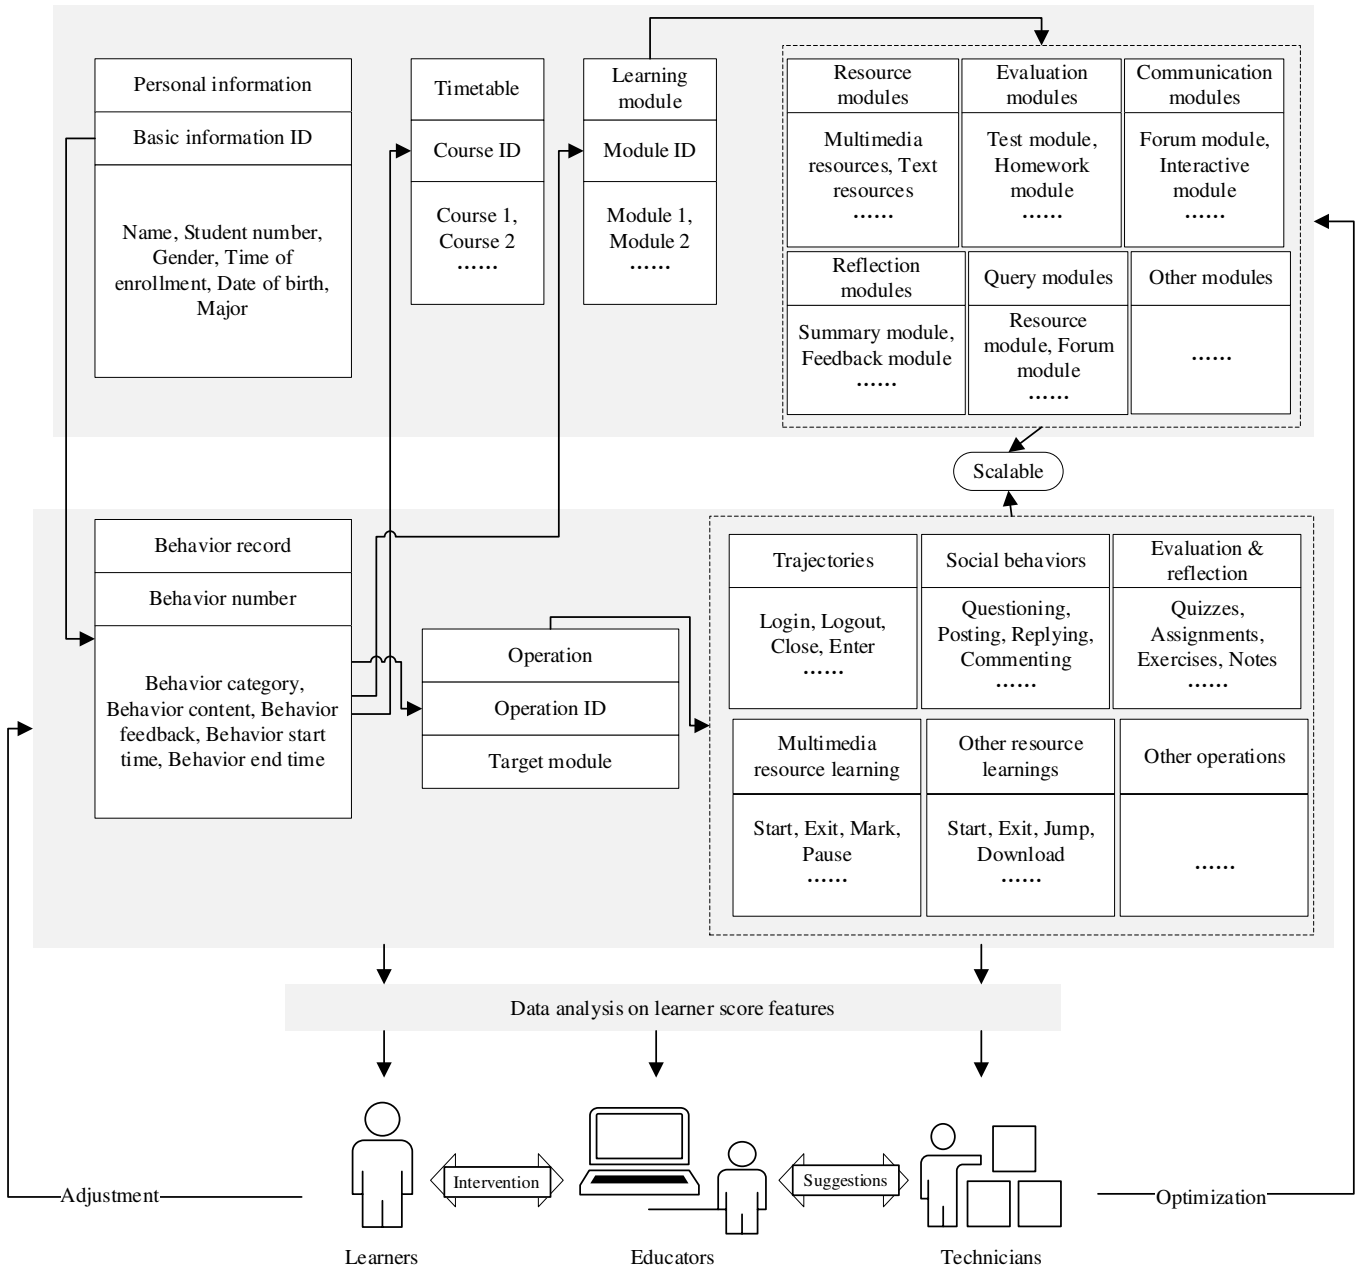 Personal information
Basic information ID
Name, Student number,
Gender, Time of
enrollment, Date of birth,
Major
Timetable
Course ID
Course 1,
Course 2
......
Learning
module
Module ID
Module 1,
Module 2
......
Resource
modules
Multimedia
resources, Text
resources
......
Evaluation
modules
Test module,
Homework
module
......
Communication
modules
Forum module,
Interactive
module
......
Reflection
modules
Summary module,
Feedback module
......
Query modules
Resource
module, Forum
module
......
Other modules
......
Scalable
Behavior record
Behavior number
Behavior category,
Behavior content, Behavior
feedback, Behavior start
time, Behavior end time
Operation
Operation ID
Target module
Trajectories
Login, Logout,
Close, Enter
......
Social behaviors
Questioning,
Posting, Replying,
Commenting
......
Evaluation &
reflection
Quizzes,
Assignments,
Exercises, Notes
......
Multimedia
resource learning
Start, Exit, Mark,
Pause
......
Other resource
learnings
Start, Exit, Jump,
Download
......
Other operations
......
Data analysis on learner score features
Adjustment
Intervention
Suggestions
Optimization
Learners
Educators
Technicians